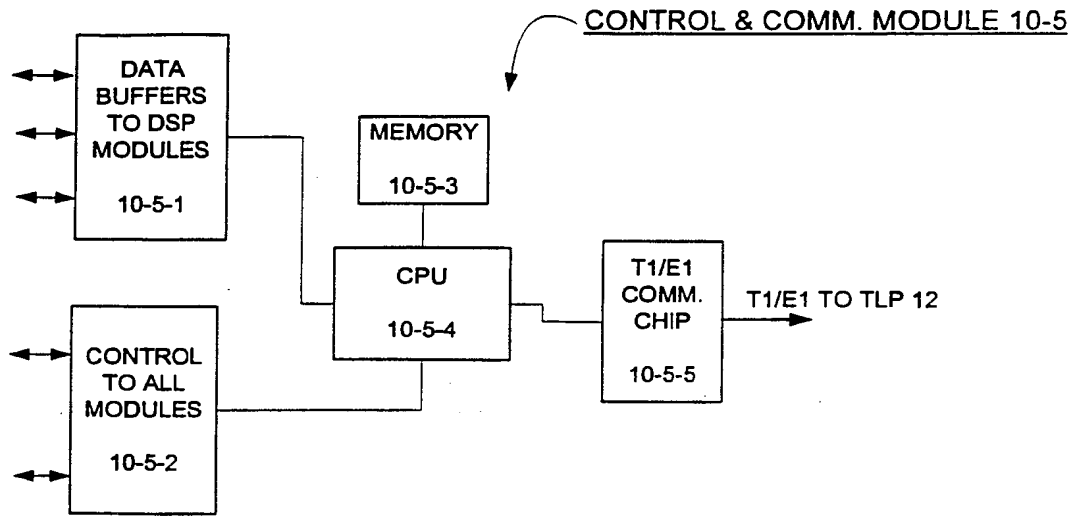 CONTROL & COMM. MODULE 10-5
DATA
BUFFERS
TO DSP
MODULES
10-5-1
MEMORY
10-5-3
CPU
10-5-4
T1/E1
COMM.
CHIP
10-5-5
T1/E1 TO TLP 12
CONTROL
TO ALL
MODULES
10-5-2